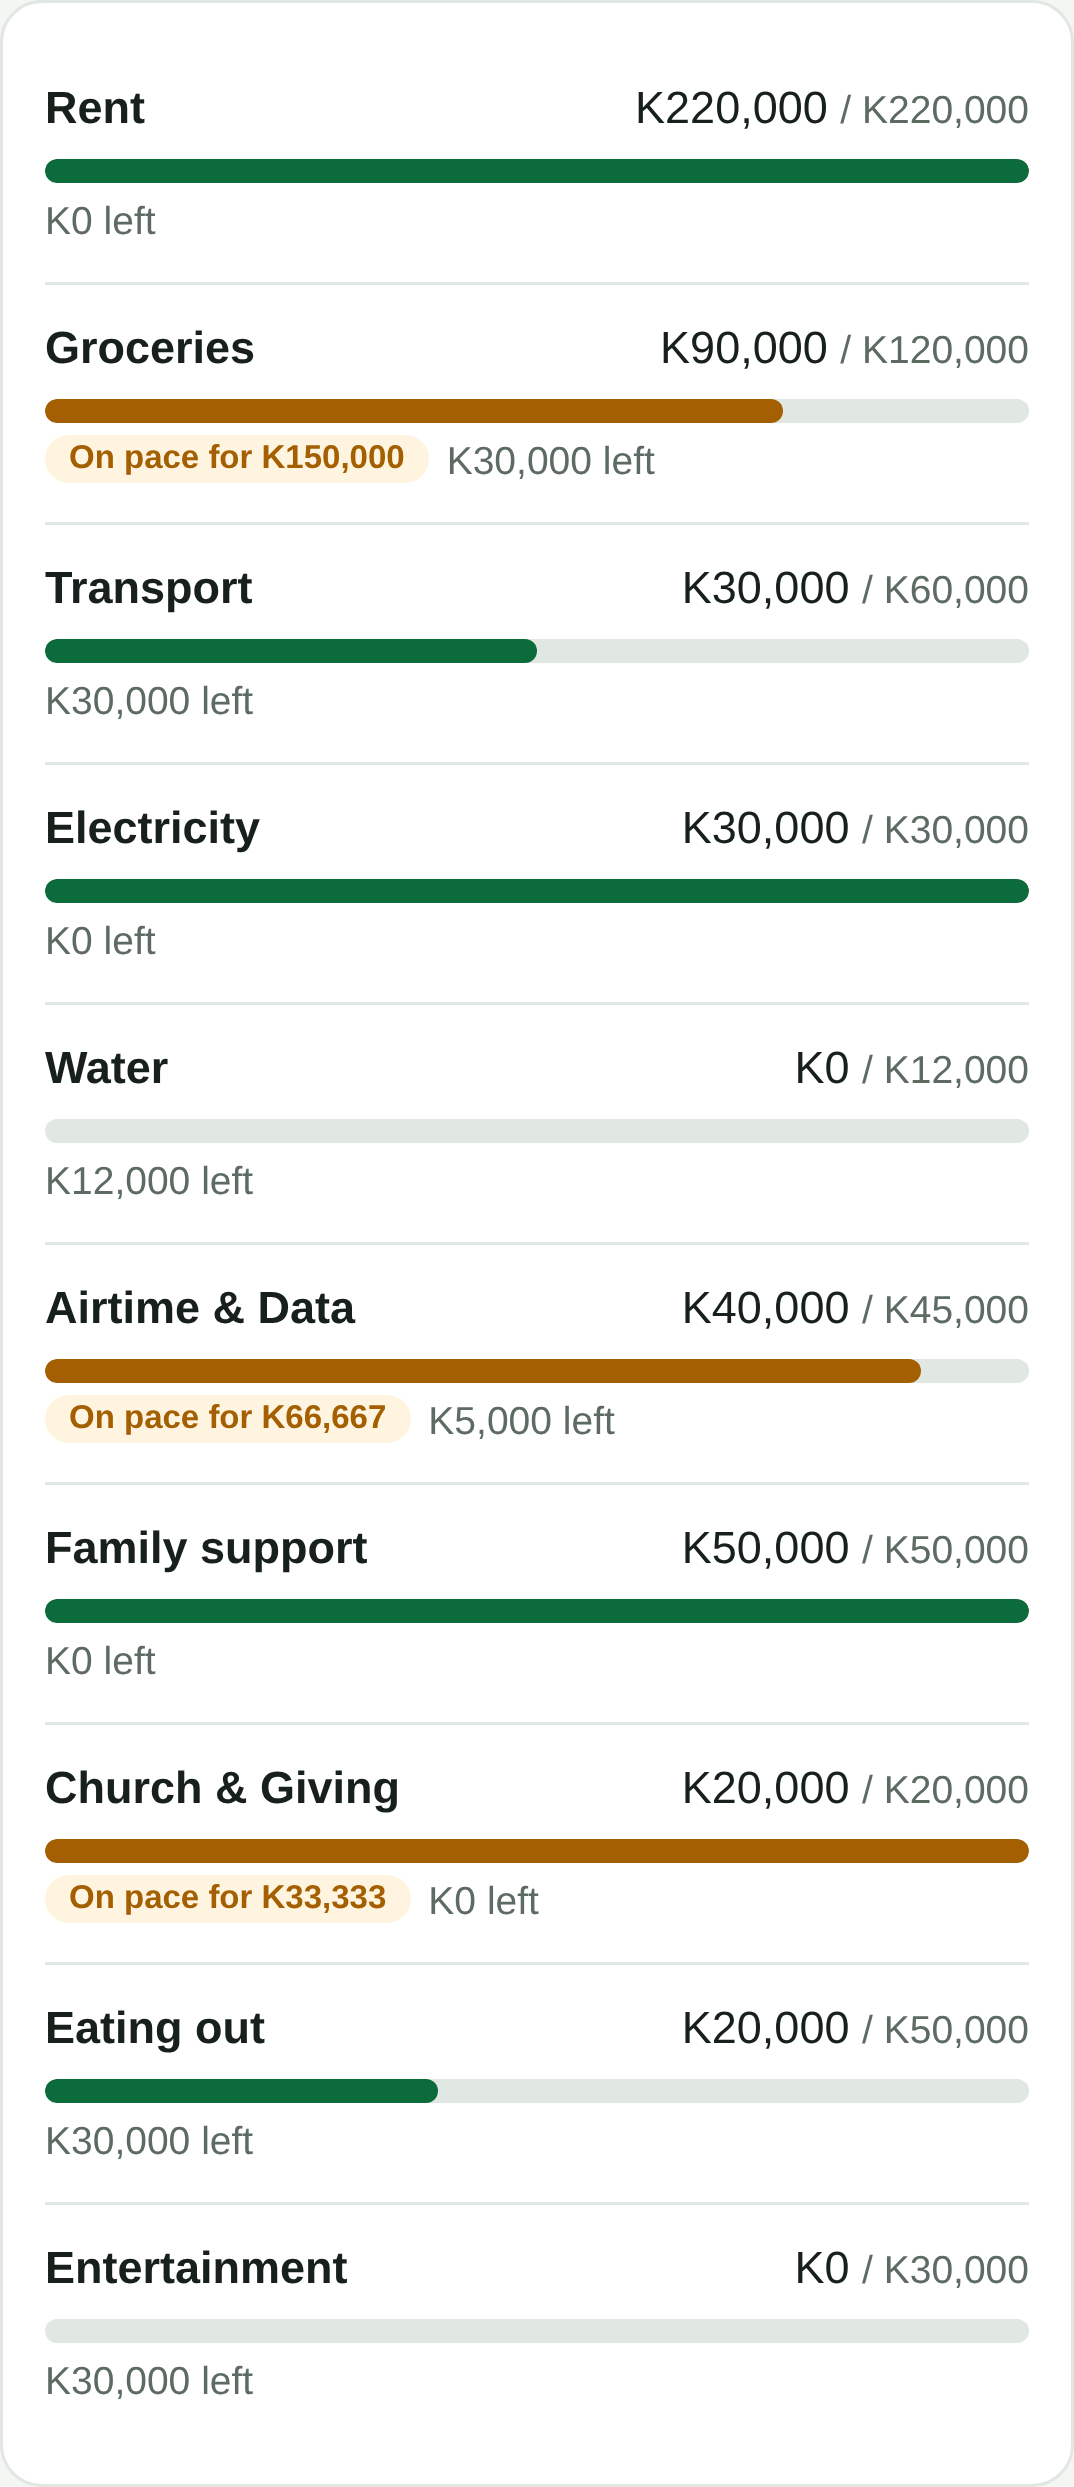 Rent K220,000 / K220,000
K0 left
Groceries K90,000 / K120,000
On pace for K150,000 K30,000 left
Transport K30,000 / K60,000
K30,000 left
Electricity K30,000 / K30,000
K0 left
Water K0 / K12,000
K12,000 left
Airtime & Data K40,000 / K45,000
On pace for K66,667 K5,000 left
Family support K50,000 / K50,000
K0 left
Church & Giving K20,000 / K20,000
On pace for K33,333 K0 left
Eating out K20,000 / K50,000
K30,000 left
Entertainment K0 / K30,000
K30,000 left